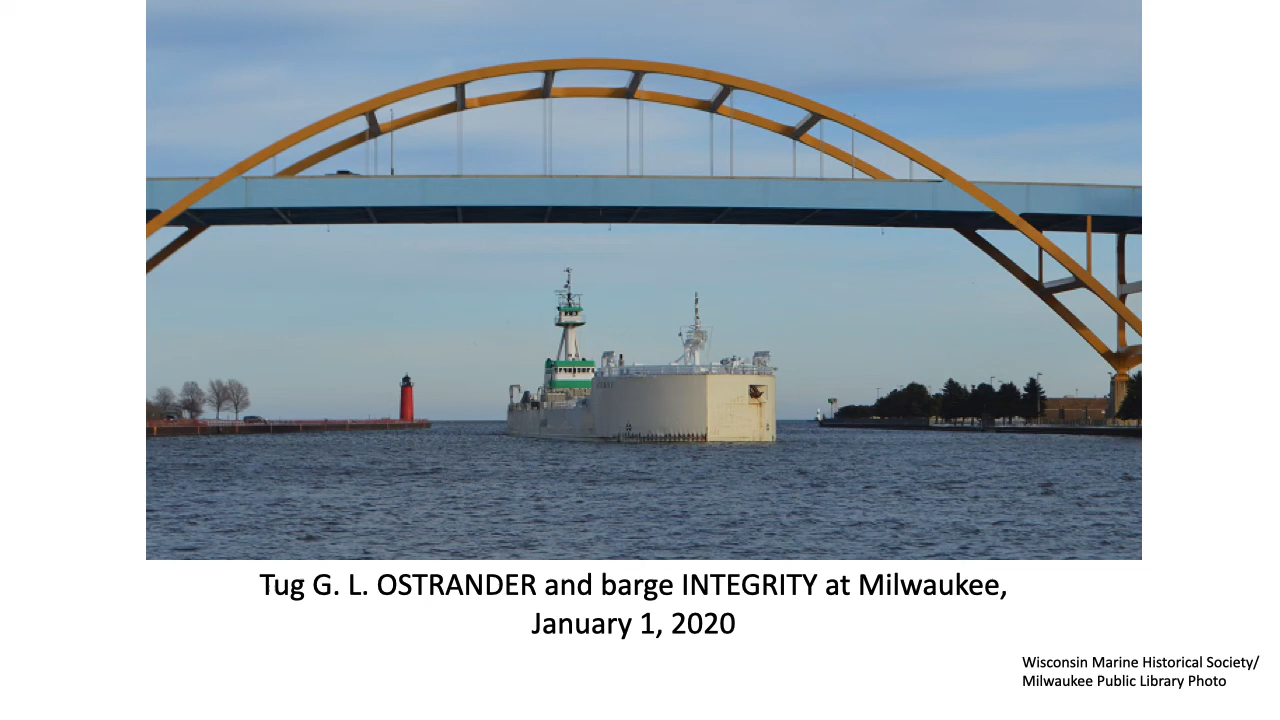 Tug G. L. OSTRANDER and barge INTEGRITY at Milwaukee,
January 1, 2020
Wisconsin Marine Historical Society/
Milwaukee Public Library Photo